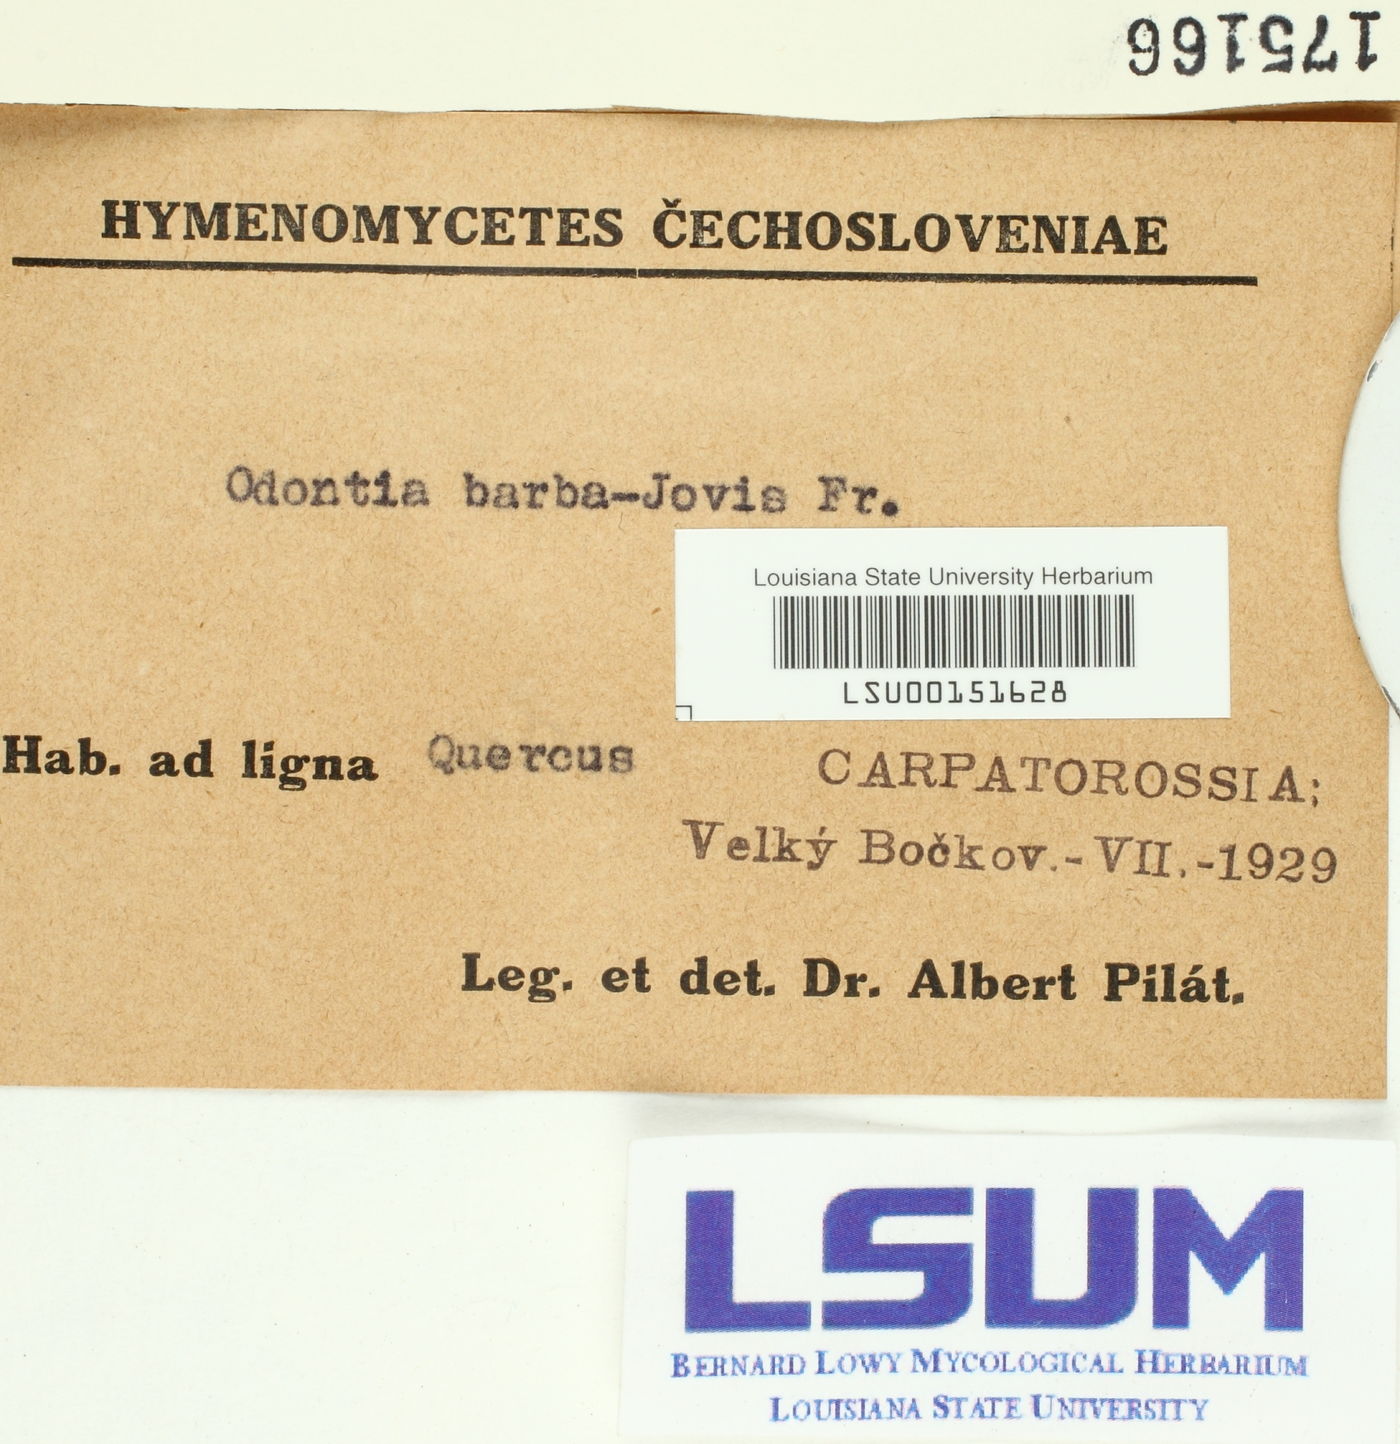 175166
HYMENOMYCETES ČECHOSLOVENIAE
Odontia barba-Jovis Fr.
Louisiana State University Herbarium
LSU00151628
Hab. ad ligna Quercus
CARPATOROSSIA;
Velký Bočkov.-VII.-1929
Leg. et det. Dr. Albert Pilát.
LSUM
BERNARD LOWY MYCOLOGICAL HERBARIUM
LOUISIANA STATE UNIVERSITY